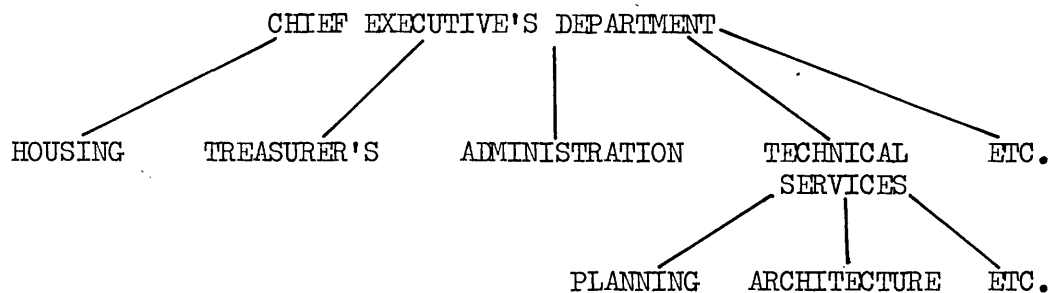 CHIEF EXECUTIVE'S DEPARTMENT
HOUSING TREASURER'S ADMINISTRATION TECHNICAL ETC.
SERVICES
PLANNING ARCHITECTURE ETC.